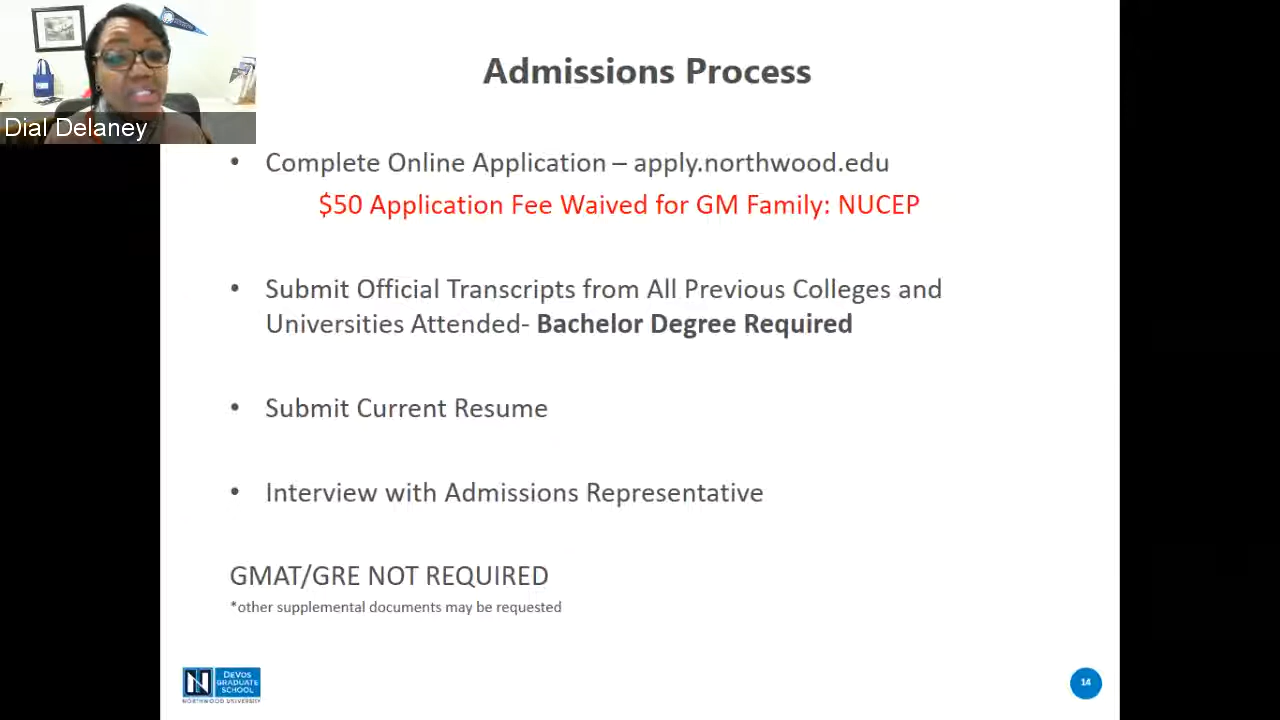 Admissions Process
Dial Delaney
• Complete Online Application – apply.northwood.edu
$50 Application Fee Waived for GM Family: NUCEP
• Submit Official Transcripts from All Previous Colleges and
Universities Attended- Bachelor Degree Required
• Submit Current Resume
• Interview with Admissions Representative
GMAT/GRE NOT REQUIRED
*other supplemental documents may be requested
N
DeVos
GRADUATE
SCHOOL
NORTHWOOD UNIVERSITY
14